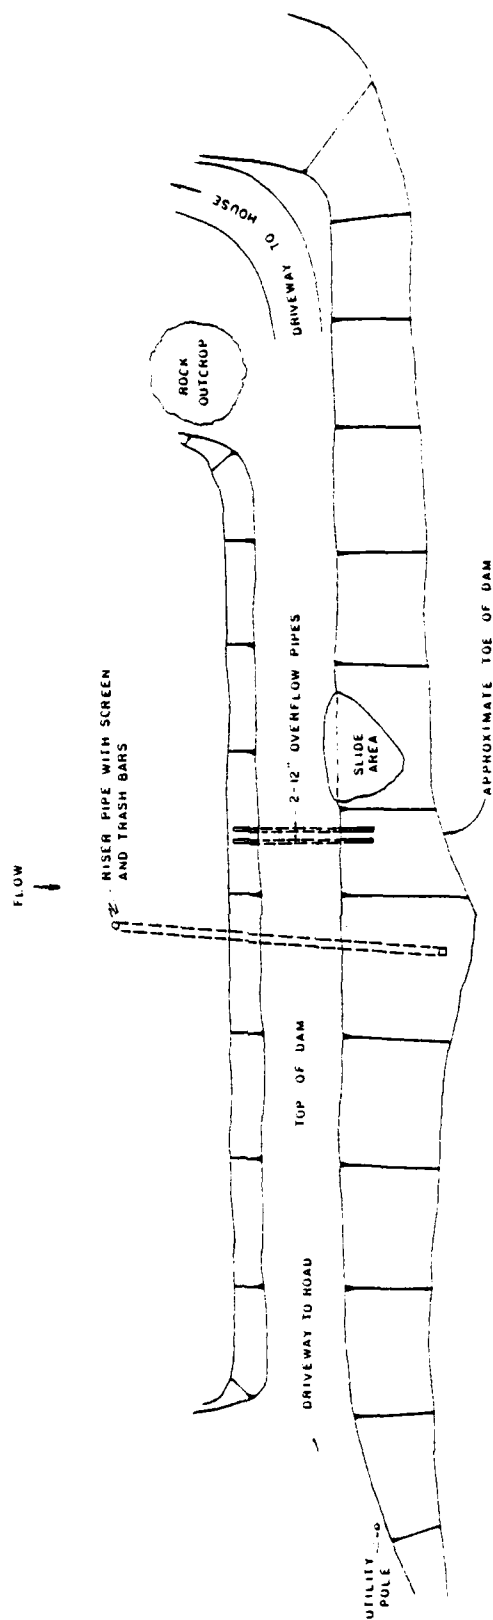 FLOW
RISER PIPE WITH SCREEN
AND TRASH BARS
2-12" OVERFLOW PIPES
TOP OF DAM
DRIVEWAY TO ROAD
UTILITY
POLE
ROCK
OUTCROP
DRIVEWAY TO HOUSE
SLIDE
AREA
APPROXIMATE TOE OF DAM